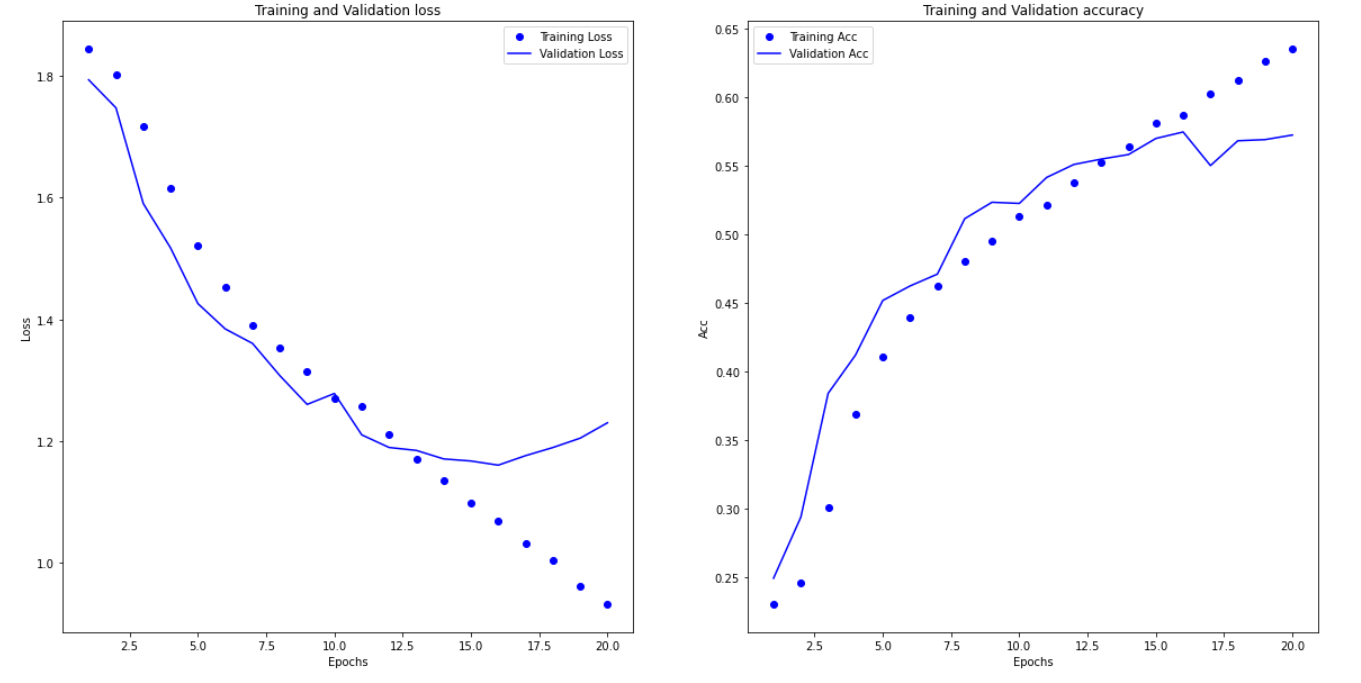 Training and Validation loss
Training Loss
Validation Loss
1.8
1.6
1.4
1.2
1.0
Loss
2.5 5.0 7.5 10.0 12.5 15.0 17.5 20.0
Epochs
Training and Validation accuracy
Training Acc
Validation Acc
0.65
0.60
0.55
0.50
0.45
0.40
0.35
0.30
0.25
Acc
2.5 5.0 7.5 10.0 12.5 15.0 17.5 20.0
Epochs